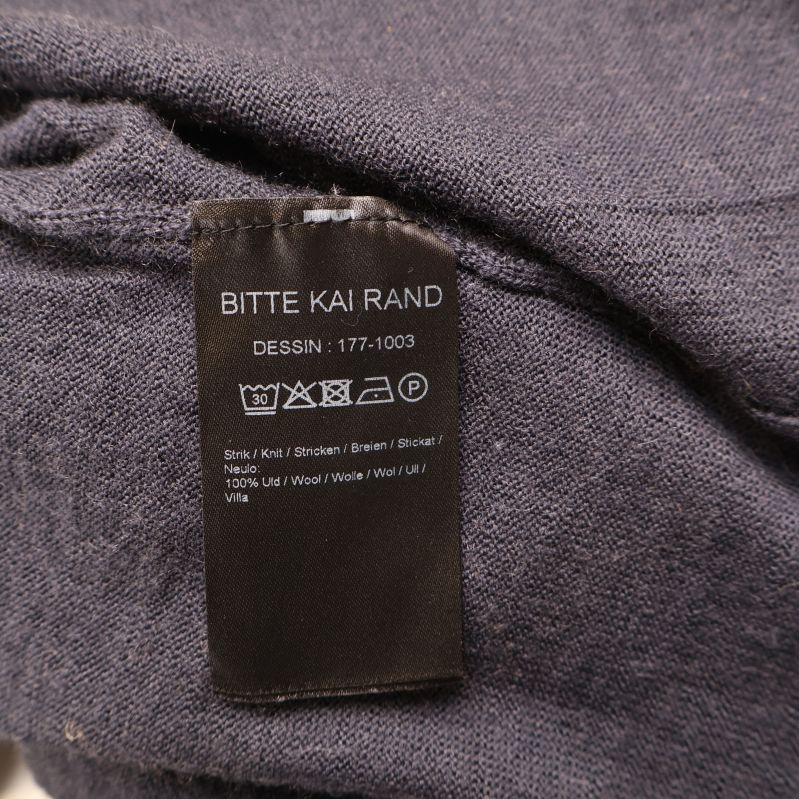 BITTE KAI RAND
DESSIN : 177-1003
30 P
Strik / Knit / Stricken / Breien / Stickat /
Neulo:
100% Uld / Wool / Wolle / Wol / Ull /
Villa